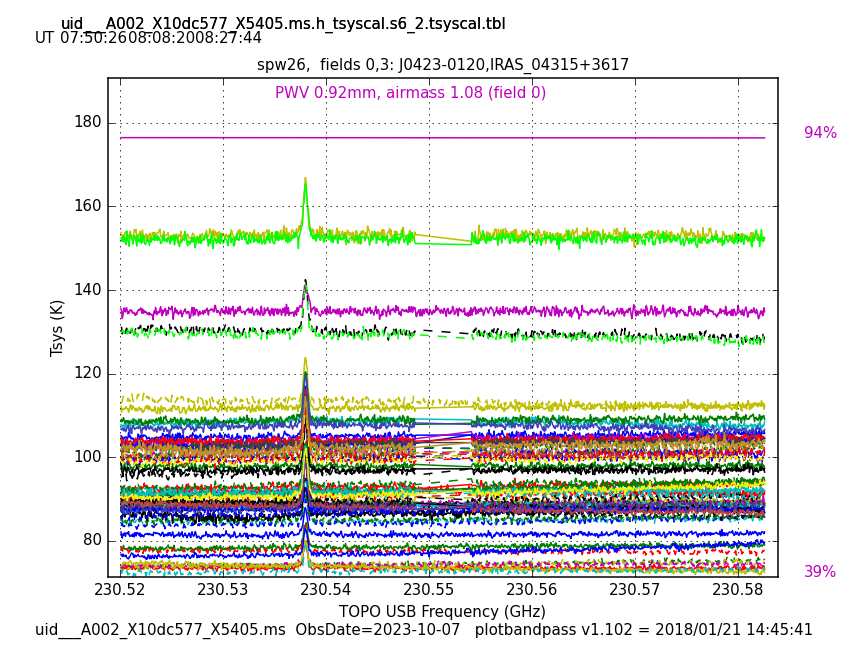 uid___A002_X10dc577_X5405.ms.h_tsyscal.s6_2.tsyscal.tbl
UT 07:50:2608:08:2008:27:44
spw26,  fields 0,3: J0423-0120,IRAS_04315+3617
PWV 0.92mm, airmass 1.08 (field 0)
94%
180
160
140
120
100
80
Tsys (K)
39%
230.52 230.53 230.54 230.55 230.56 230.57 230.58
TOPO USB Frequency (GHz)
uid___A002_X10dc577_X5405.ms  ObsDate=2023-10-07   plotbandpass v1.102 = 2018/01/21 14:45:41